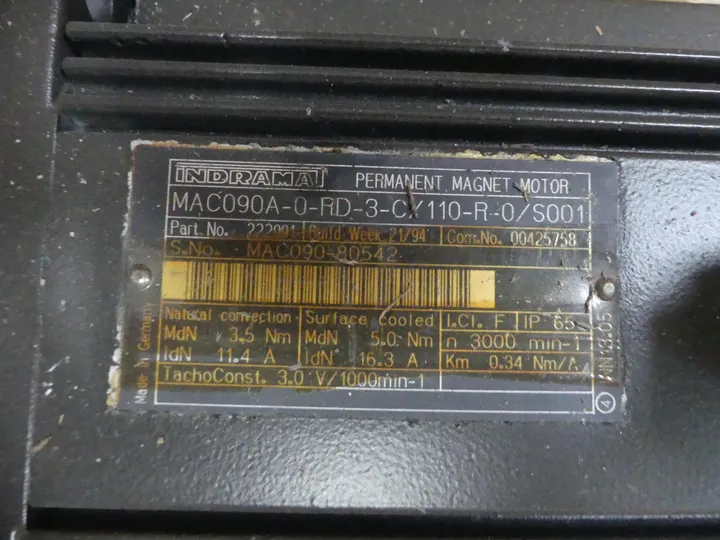 INDRAMAT PERMANENT MAGNET MOTOR
MAC090A-0-RD-3-C/110-R-0/S001
Part.No. 222091 Build Week 21/94 Com.No. 00425758
S.No. MAC090-80542
Natural convection Surface cooled I.Cl. F IP 65
MdN 3.5 Nm MdN 5.0 Nm n 3000 min-1
IdN 11.4 A IdN 16.3 A Km 0.34 Nm/A
TachoConst. 3.0 V/1000min-1
Made in Germany
4